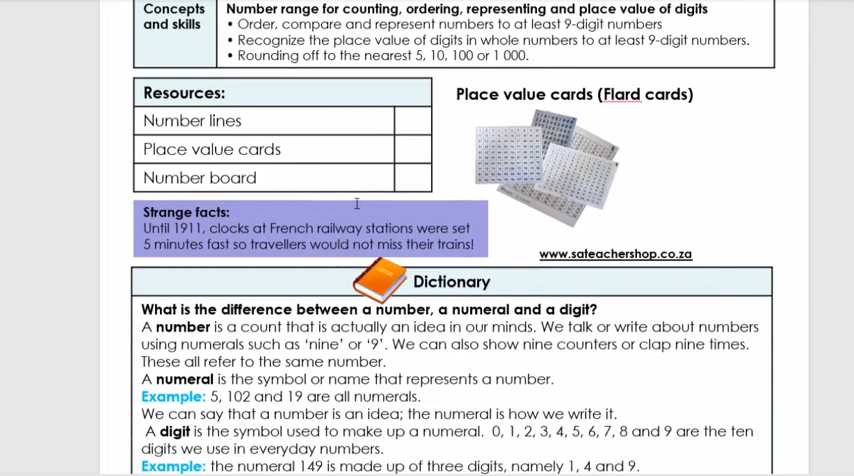 Concepts
and skills
Number range for counting, ordering, representing and place value of digits
• Order, compare and represent numbers to at least 9-digit numbers
• Recognize the place value of digits in whole numbers to at least 9-digit numbers.
• Rounding off to the nearest 5, 10, 100 or 1 000.
Resources:
Number lines
Place value cards
Number board
Place value cards (Flard cards)
Strange facts:
Until 1911, clocks at French railway stations were set
5 minutes fast so travellers would not miss their trains!
www.sateachershop.co.za
Dictionary
What is the difference between a number, a numeral and a digit?
A number is a count that is actually an idea in our minds. We talk or write about numbers
using numerals such as ‘nine’ or ‘9’. We can also show nine counters or clap nine times.
These all refer to the same number.
A numeral is the symbol or name that represents a number.
Example: 5, 102 and 19 are all numerals.
We can say that a number is an idea; the numeral is how we write it.
A digit is the symbol used to make up a numeral. 0, 1, 2, 3, 4, 5, 6, 7, 8 and 9 are the ten
digits we use in everyday numbers.
Example: the numeral 149 is made up of three digits, namely 1, 4 and 9.